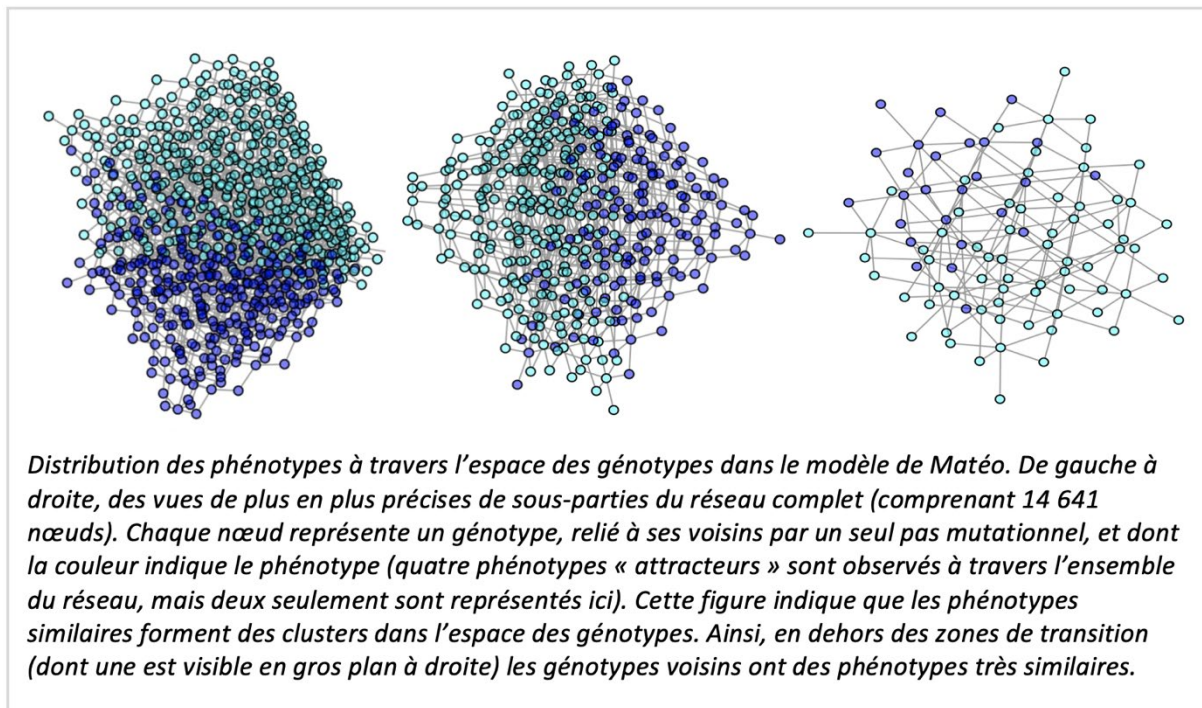 Distribution des phénotypes à travers l’espace des génotypes dans le modèle de Matéo. De gauche à
droite, des vues de plus en plus précises de sous-parties du réseau complet (comprenant 14 641
nœuds). Chaque nœud représente un génotype, relié à ses voisins par un seul pas mutationnel, et dont
la couleur indique le phénotype (quatre phénotypes « attracteurs » sont observés à travers l’ensemble
du réseau, mais deux seulement sont représentés ici). Cette figure indique que les phénotypes
similaires forment des clusters dans l’espace des génotypes. Ainsi, en dehors des zones de transition
(dont une est visible en gros plan à droite) les génotypes voisins ont des phénotypes très similaires.